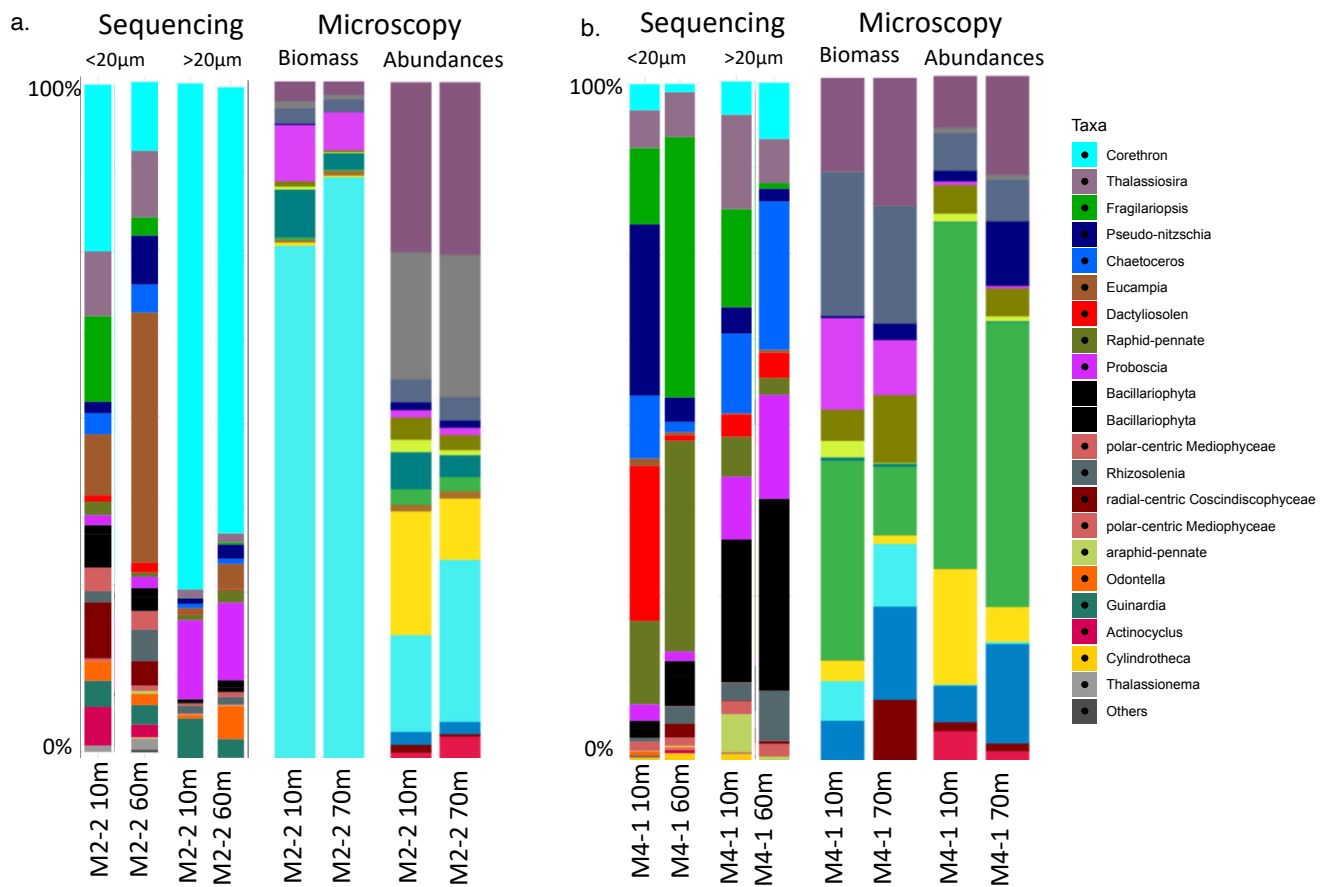 a.
Sequencing
Microscopy
<20µm
>20µm
Biomass
Abundances
100%
0%
M2-2 10m
M2-2 60m
M2-2 10m
M2-2 60m
M2-2 10m
M2-2 70m
M2-2 10m
M2-2 70m
b.
Sequencing
Microscopy
<20µm
>20µm
Biomass
Abundances
100%
0%
M4-1 10m
M4-1 60m
M4-1 10m
M4-1 60m
M4-1 10m
M4-1 70m
M4-1 10m
M4-1 70m
Taxa
Corethron
Thalassiosira
Fragilariopsis
Pseudo-nitzschia
Chaetoceros
Eucampia
Dactyliosolen
Raphid-pennate
Proboscia
Bacillariophyta
Bacillariophyta
polar-centric Mediophyceae
Rhizosolenia
radial-centric Coscindiscophyceae
polar-centric Mediophyceae
araphid-pennate
Odontella
Guinardia
Actinocyclus
Cylindrotheca
Thalassionema
Others